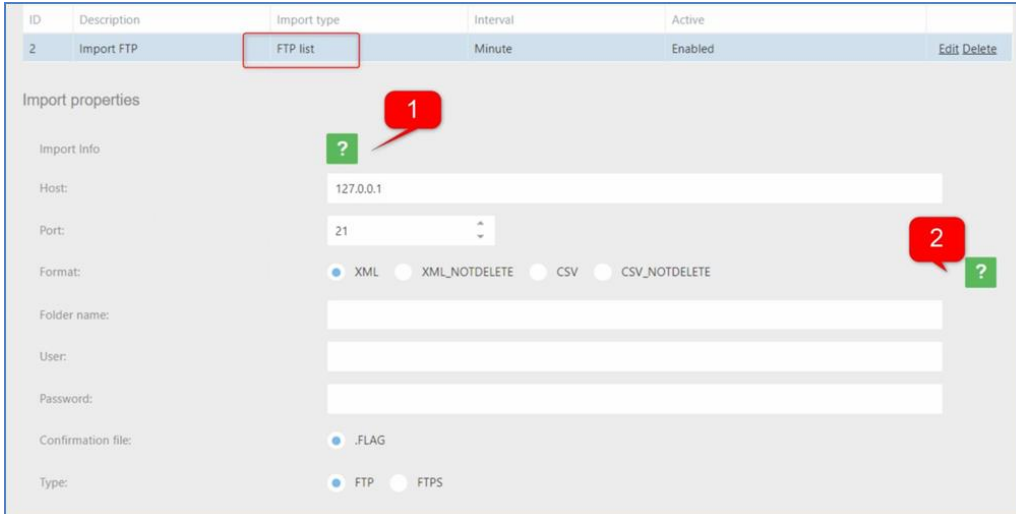 ID Description Import type Interval Active
2 Import FTP FTP list Minute Enabled Edit Delete
Import properties
1
Import Info ?
Host: 127.0.0.1
Port: 21
2
Format: XML XML_NOTDELETE CSV CSV_NOTDELETE ?
Folder name:
User:
Password:
Confirmation file: .FLAG
Type: FTP FTPS